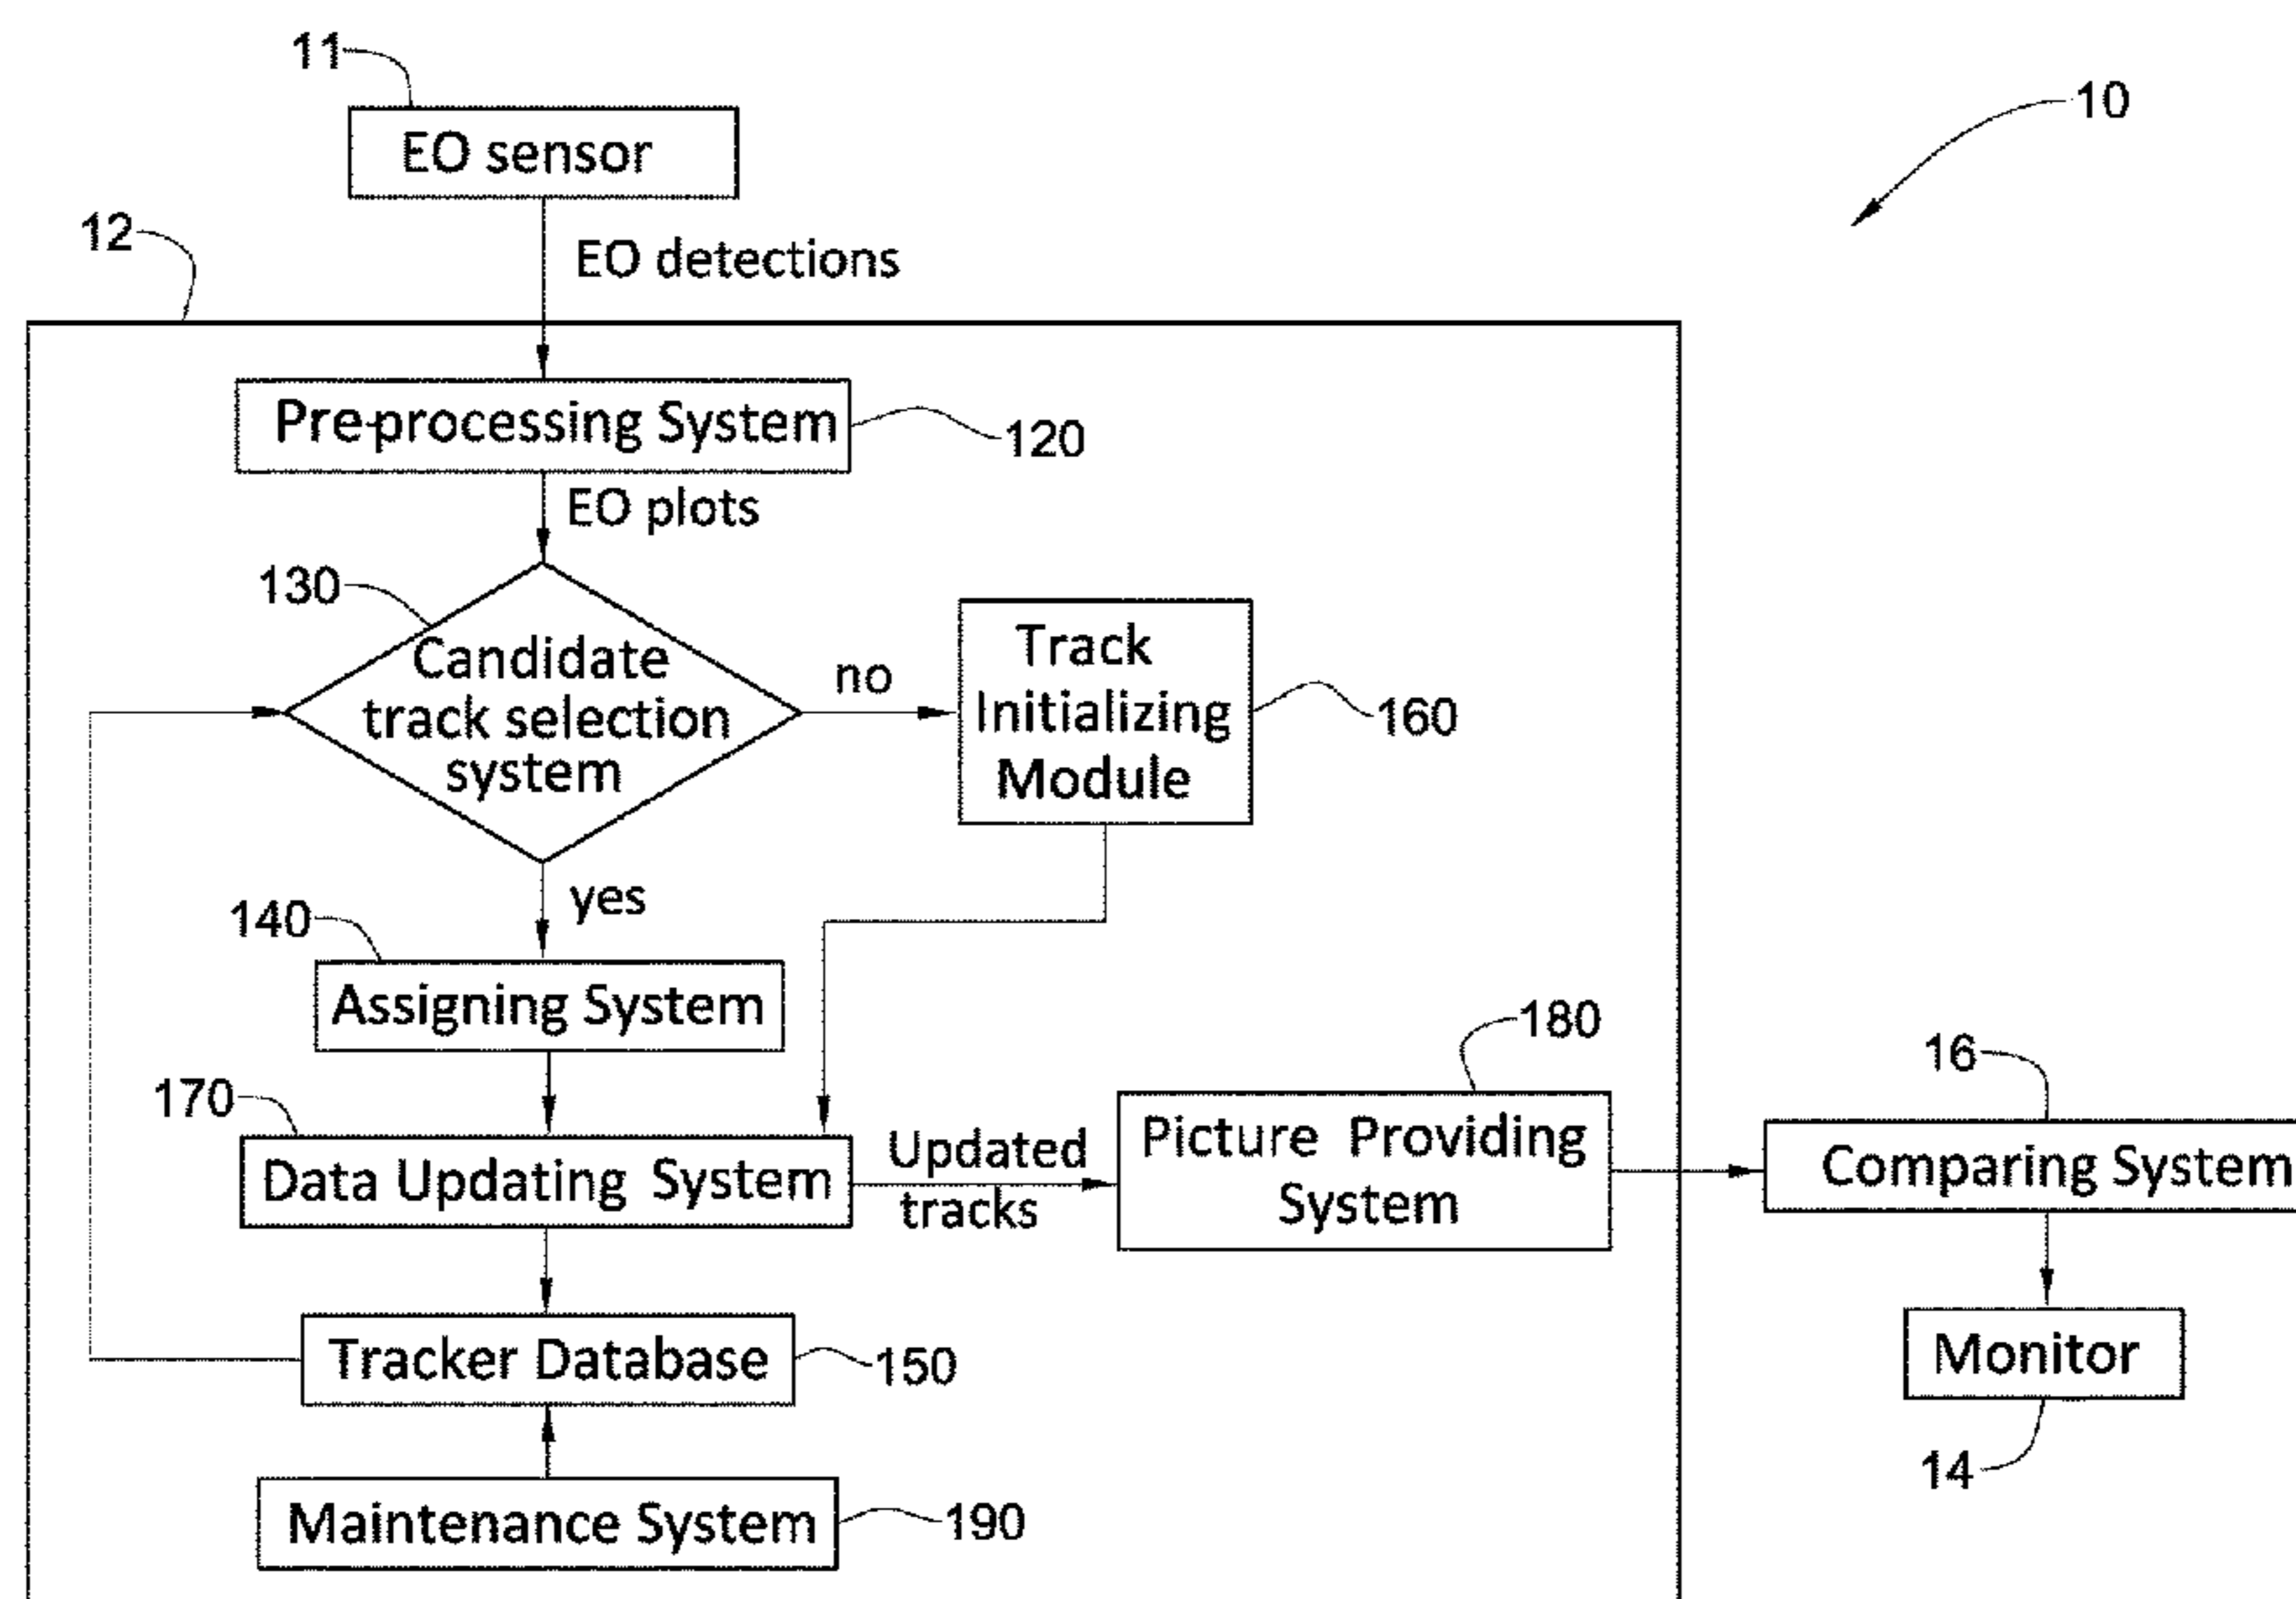 11
10
EO sensor
12
EO detections
Pre-processing System
120
EO plots
130
Candidate
track selection
system
no
Track
Initializing
Module
160
yes
140
Assigning System
180
16
170
Data Updating System
Updated
tracks
Picture Providing
System
Comparing System
Tracker Database
150
Monitor
14
Maintenance System
190